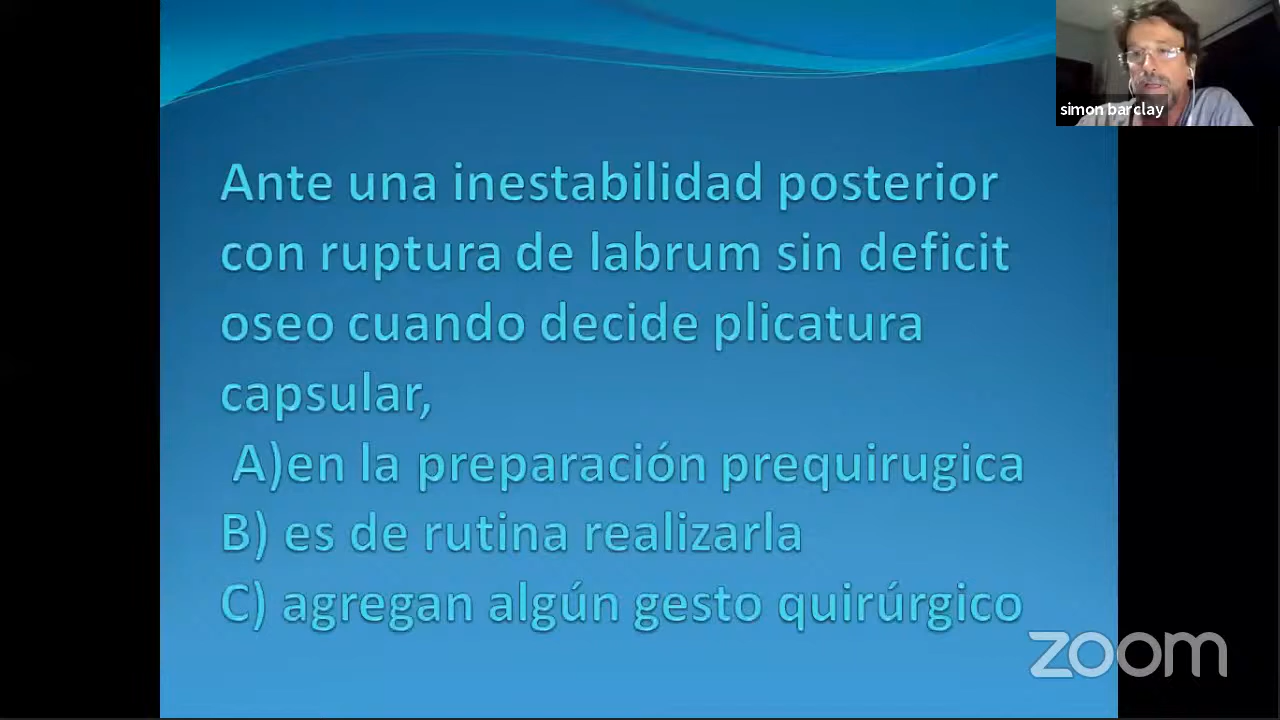 simon barclay
Ante una inestabilidad posterior
con ruptura de labrum sin deficit
oseo cuando decide plicatura
capsular,
A)en la preparación prequirugica
B) es de rutina realizarla
C) agregan algún gesto quirúrgico
zoom